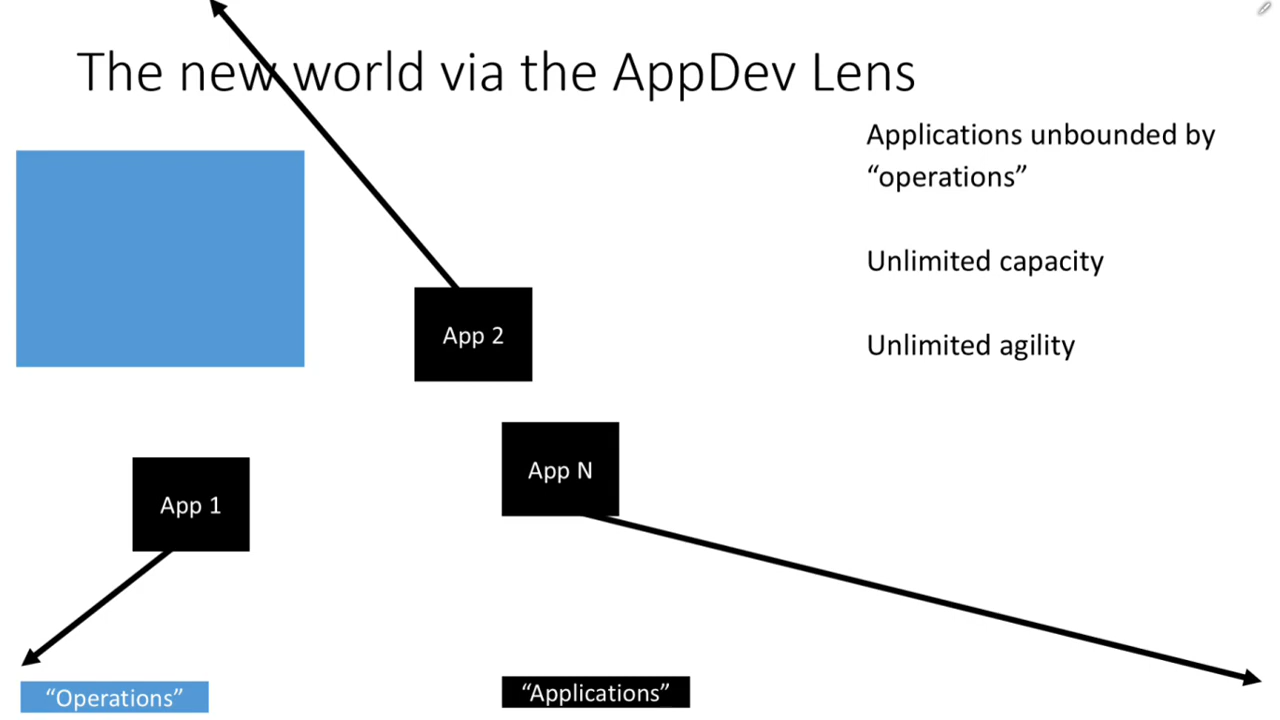 The new world via the AppDev Lens
Applications unbounded by
“operations”
Unlimited capacity
Unlimited agility
App 2
App N
App 1
“Operations”
“Applications”